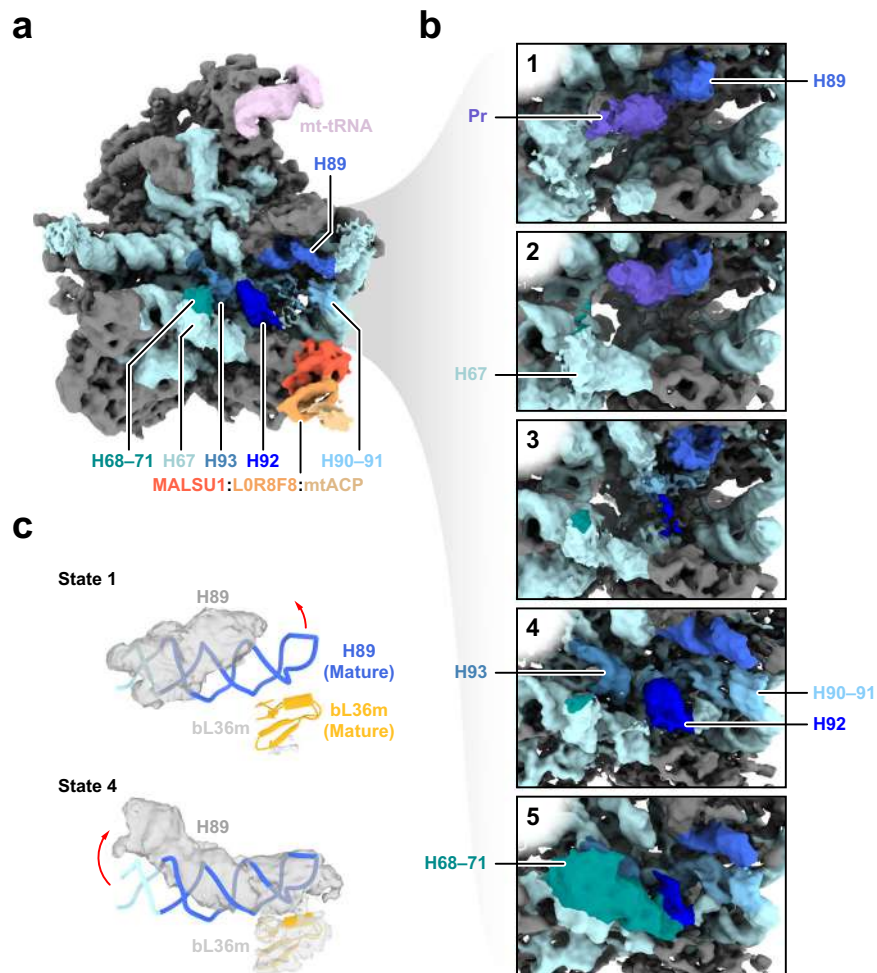 a
mt-tRNA
H89
H68–71 H67 H93 H92 H90–91
MALSU1:L0R8F8:mtACP
b
1
H89
Pr
2
H67
3
4
H93
H90–91
H92
5
H68–71
c
State 1
H89
H89
(Mature)
bL36m
bL36m
(Mature)
State 4
H89
bL36m